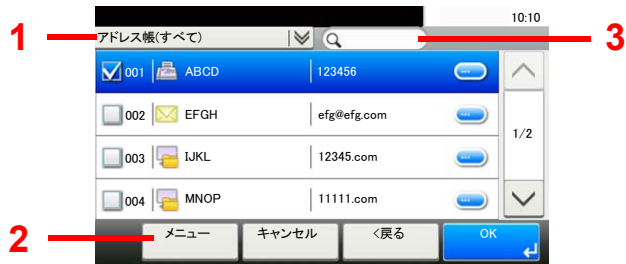 10:10
1 アドレス帳(すべて) 3
001 ABCD 123456
002 EFGH efg@efg.com
1/2
003 IJKL 12345.com
004 MNOP 11111.com
2 メニュー キャンセル <戻る OK